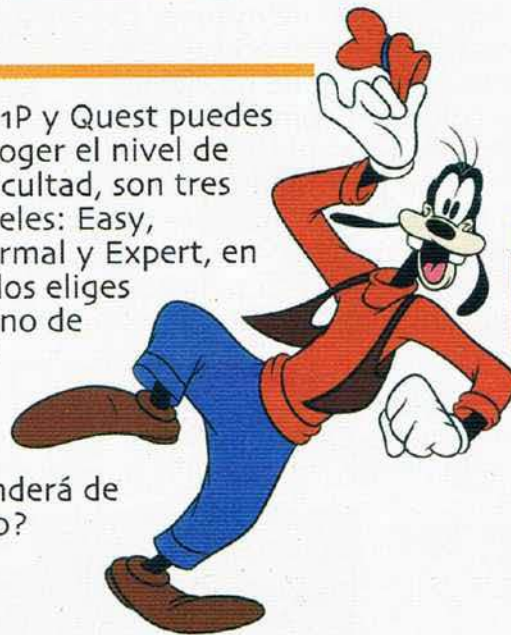 1P y Quest puedes
oger el nivel de
cultad, son tres
eles: Easy,
rmal y Expert, en
los eliges
no de
nderá de
o?